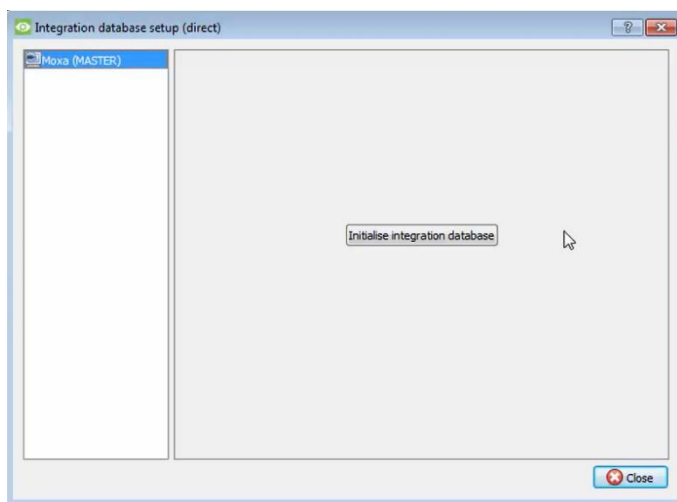 Integration database setup (direct)
Moxa (MASTER)
Initialise integration database
Close